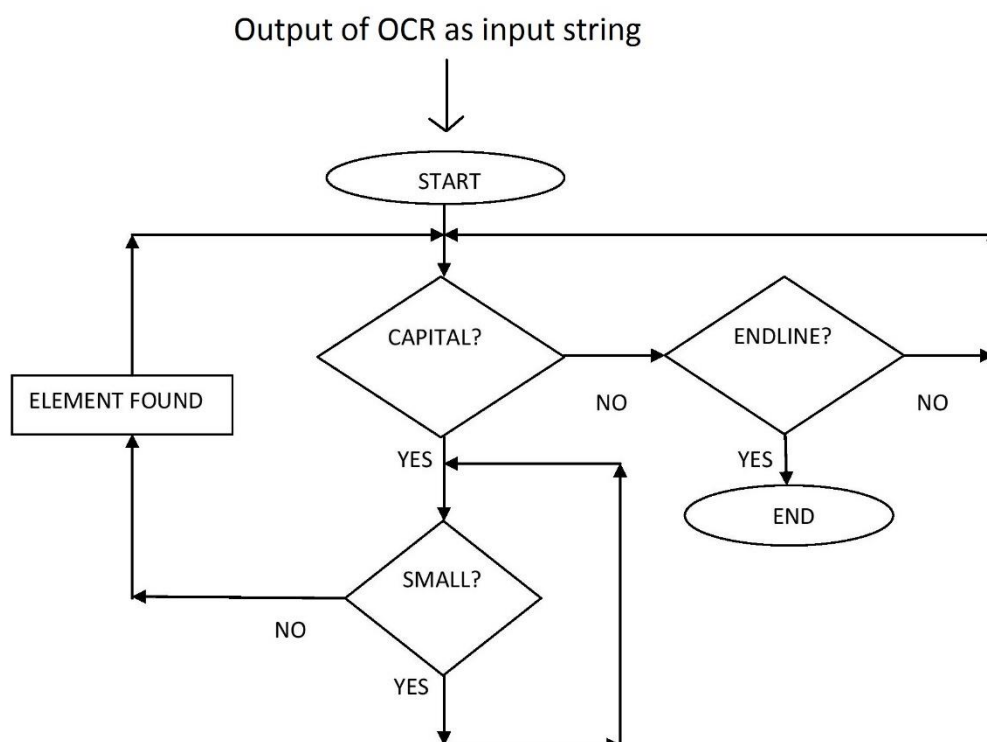 Output of OCR as input string
START
CAPITAL?
ENDLINE?
ELEMENT FOUND
NO
NO
YES
YES
END
SMALL?
NO
YES